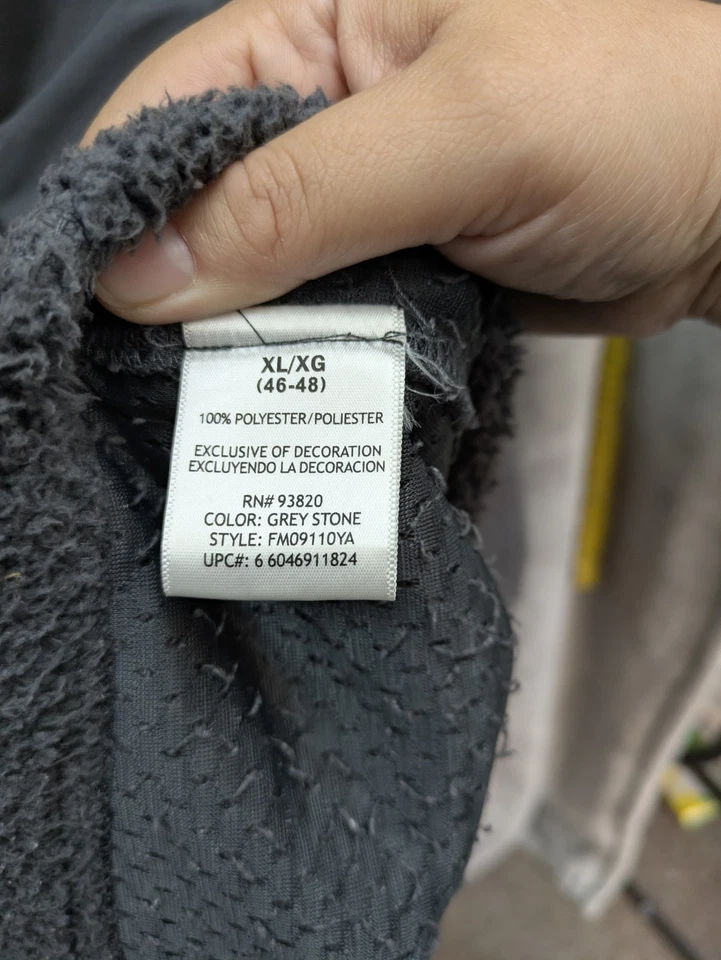 XL/XG
(46-48)
100% POLYESTER/POLIESTER
EXCLUSIVE OF DECORATION
EXCLUYENDO LA DECORACION
RN# 93820
COLOR: GREY STONE
STYLE: FM09110YA
UPC#: 6 6046911824